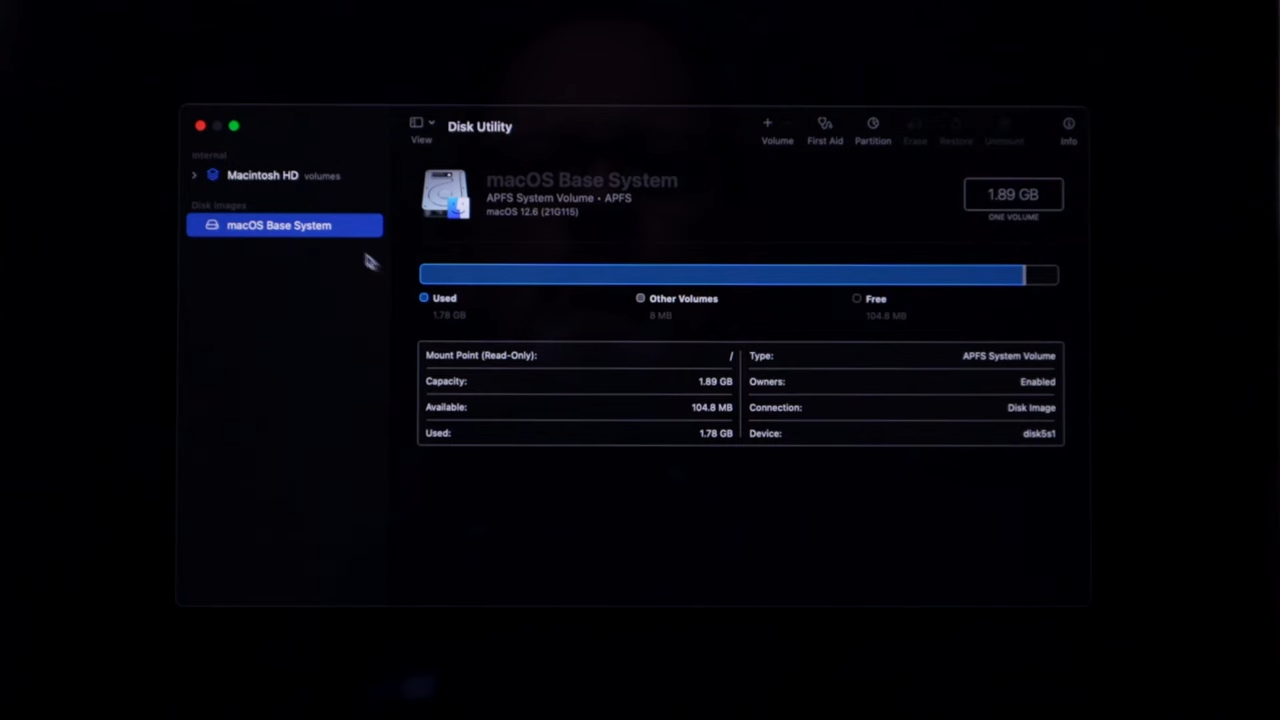 View
Disk Utility
Volume
First Aid
Partition
Erase
Restore
Unmount
Info
Internal
Macintosh HD volumes
Disk Images
macOS Base System
macOS Base System
APFS System Volume • APFS
macOS 12.6 (21G115)
1.89 GB
ONE VOLUME
Used
1.78 GB
Other Volumes
8 MB
Free
104.8 MB
Mount Point (Read-Only): /
Capacity: 1.89 GB
Available: 104.8 MB
Used: 1.78 GB
Type: APFS System Volume
Owners: Enabled
Connection: Disk Image
Device: disk5s1